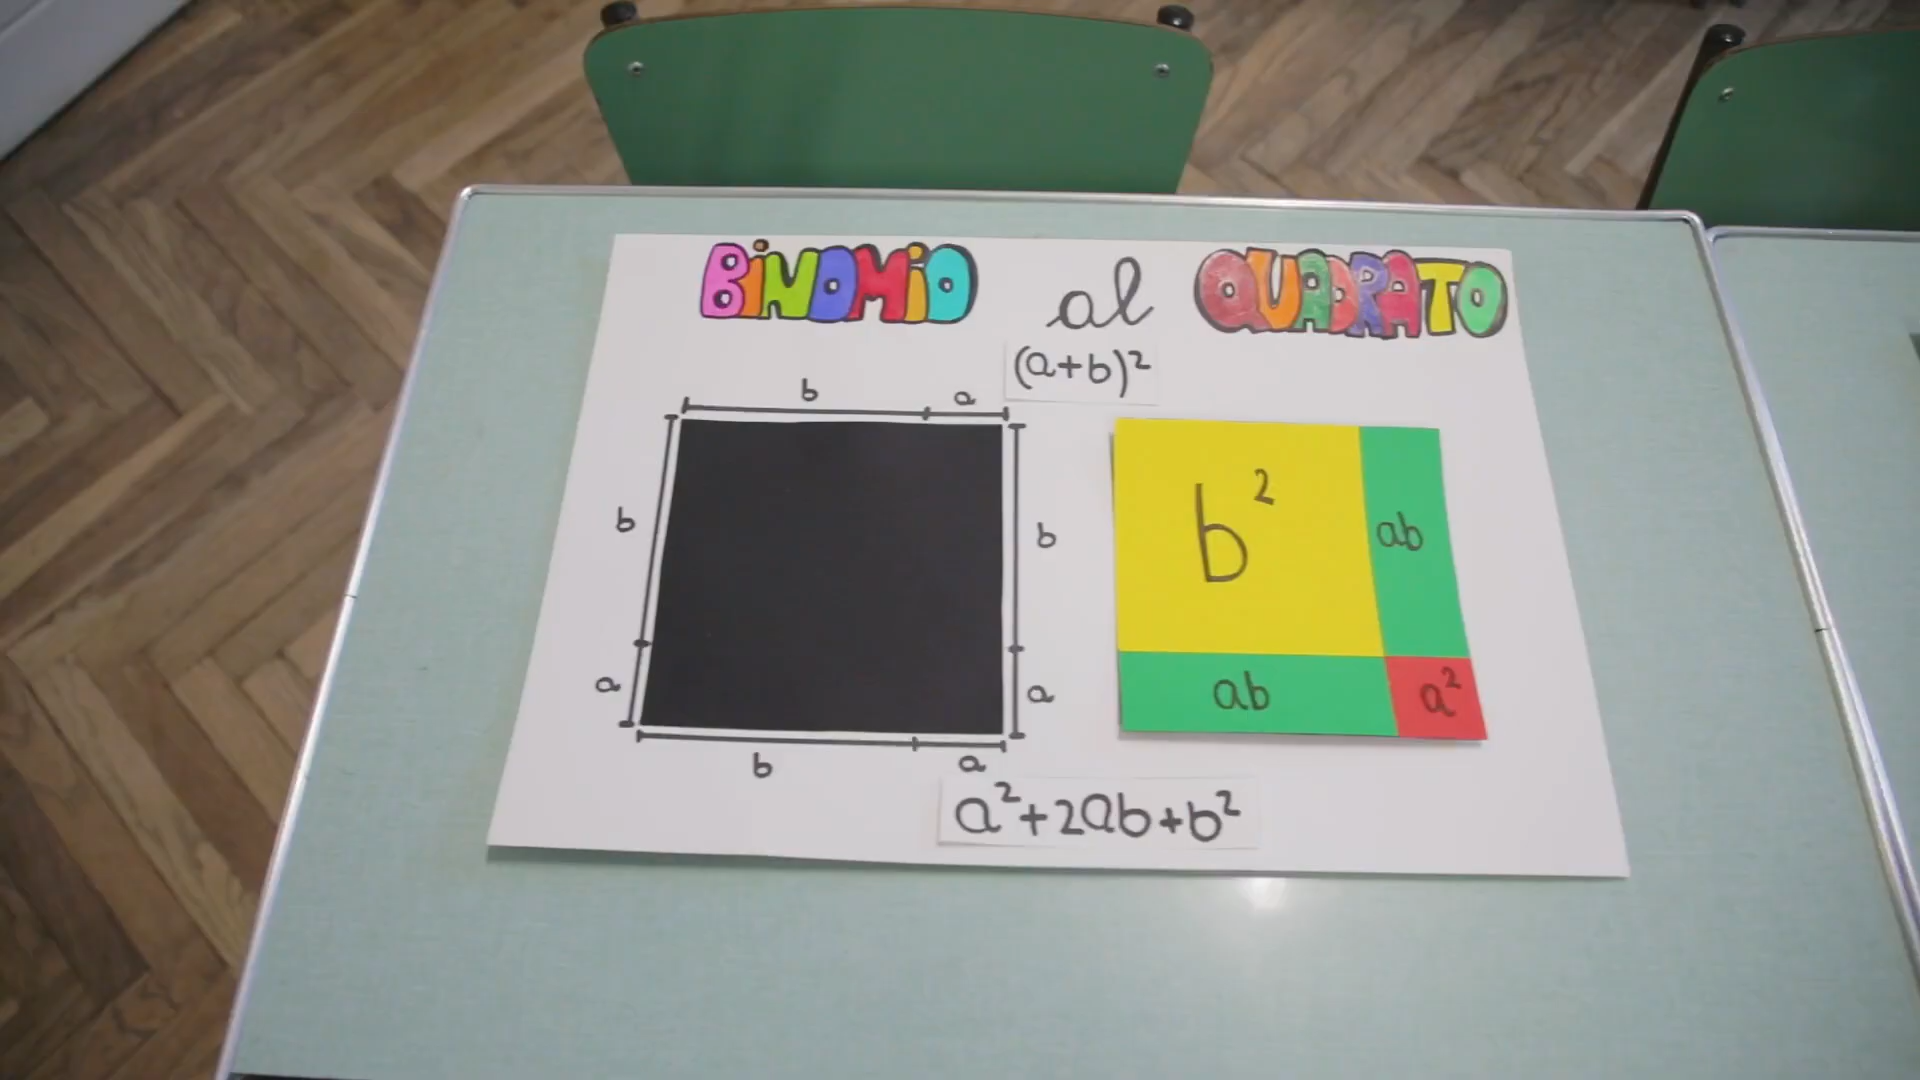 BiNOMiO al QUADRATO
(a+b)²
b a
b b
a a
b a
b² ab
ab a²
a²+2ab+b²